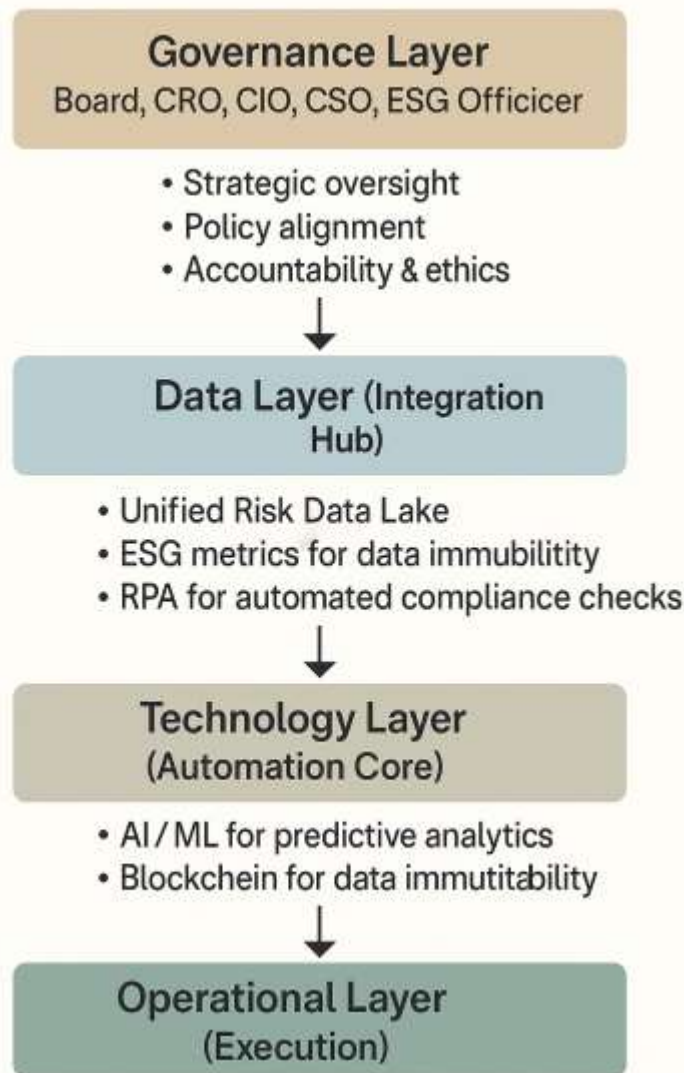 Governance Layer
Board, CRO, CIO, CSO, ESG Officicer
• Strategic oversight
• Policy alignment
• Accountability & ethics
Data Layer (Integration
Hub)
• Unified Risk Data Lake
• ESG metrics for data immubilitity
• RPA for automated compliance checks
Technology Layer
(Automation Core)
• AI / ML for predictive analytics
• Blockchein for data immutitability
Operational Layer
(Execution)